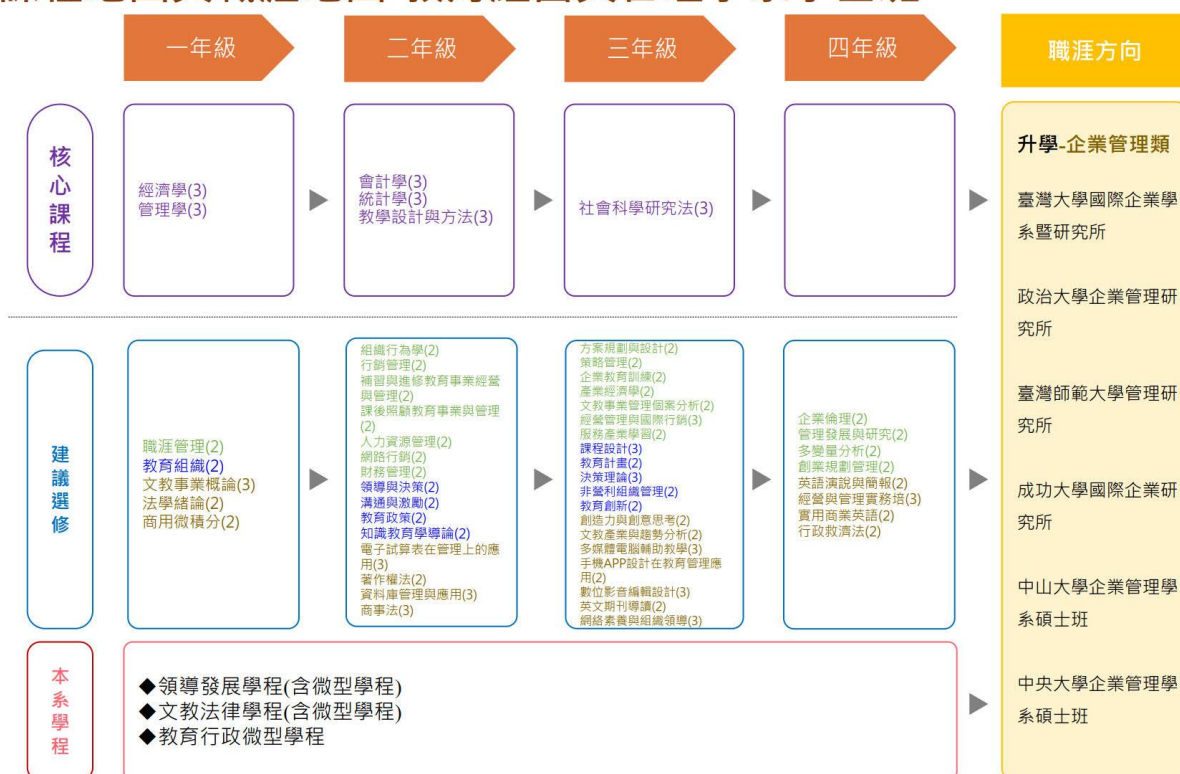 一年級
二年級
三年級
四年級
職涯方向
核
心
課
程
經濟學(3)
管理學(3)
會計學(3)
統計學(3)
教學設計與方法(3)
社會科學研究法(3)
建
議
選
修
職涯管理(2)
教育組織(2)
文教事業概論(3)
法學緒論(2)
商用微積分(2)
組織行為學(2)
行銷管理(2)
補習與進修教育事業經營
與管理(2)
課後照顧教育事業與管理
(2)
人力資源管理(2)
網路行銷(2)
財務管理(2)
領導與決策(2)
溝通與激勵(2)
教育政策(2)
知識教育學導論(2)
電子試算表在管理上的應
用(3)
著作權法(2)
資料庫管理與應用(3)
商事法(3)
方案規劃與設計(2)
策略管理(2)
企業教育訓練(2)
產業經濟學(2)
文教事業管理個案分析(2)
經營管理與國際行銷(3)
服務產業學習(2)
課程設計(3)
教育計畫(2)
決策理論(3)
非營利組織管理(2)
教育創新(2)
創造力與創意思考(2)
文教產業與趨勢分析(2)
多媒體電腦輔助教學(3)
手機APP設計在教育管理應
用(2)
數位影音編輯設計(3)
英文期刊導讀(2)
網絡素養與組織領導(3)
企業倫理(2)
管理發展與研究(2)
多變量分析(2)
創業規劃管理(2)
英語演說與簡報(2)
經營與管理實務培(3)
實用商業英語(2)
行政救濟法(2)
本
系
學
程
◆領導發展學程(含微型學程)
◆文教法律學程(含微型學程)
◆教育行政微型學程
升學-企業管理類
臺灣大學國際企業學
系暨研究所
政治大學企業管理研
究所
臺灣師範大學管理研
究所
成功大學國際企業研
究所
中山大學企業管理學
系碩士班
中央大學企業管理學
系碩士班